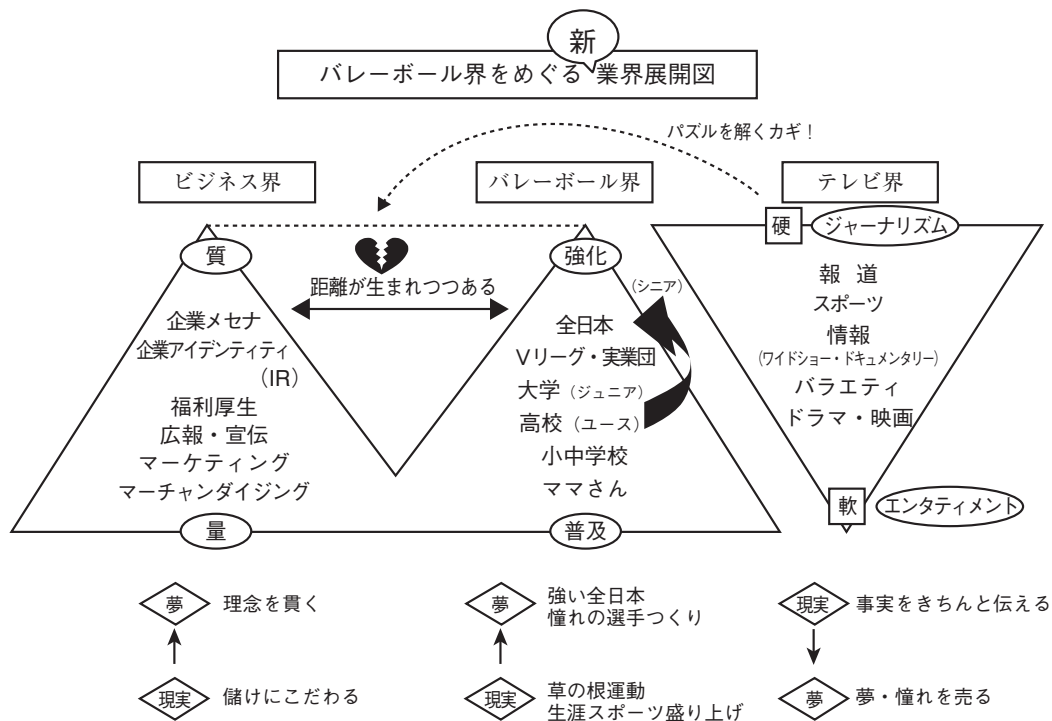 新
バレーボール界をめぐる 業界展開図
パズルを解くカギ！
ビジネス界
バレーボール界
テレビ界
質
距離が生まれつつある
企業メセナ
企業アイデンティティ
（IR）
福利厚生
広報・宣伝
マーケティング
マーチャンダイジング
量
強化
（シニア）
全日本
Vリーグ・実業団
大学（ジュニア）
高校（ユース）
小中学校
ママさん
普及
硬
ジャーナリズム
報 道
スポーツ
情報
（ワイドショー・ドキュメンタリー）
バラエティ
ドラマ・映画
軟
エンタティメント
夢
理念を貫く
現実
儲けにこだわる
夢
強い全日本
憧れの選手つくり
現実
草の根運動
生涯スポーツ盛り上げ
現実
事実をきちんと伝える
夢
夢・憧れを売る